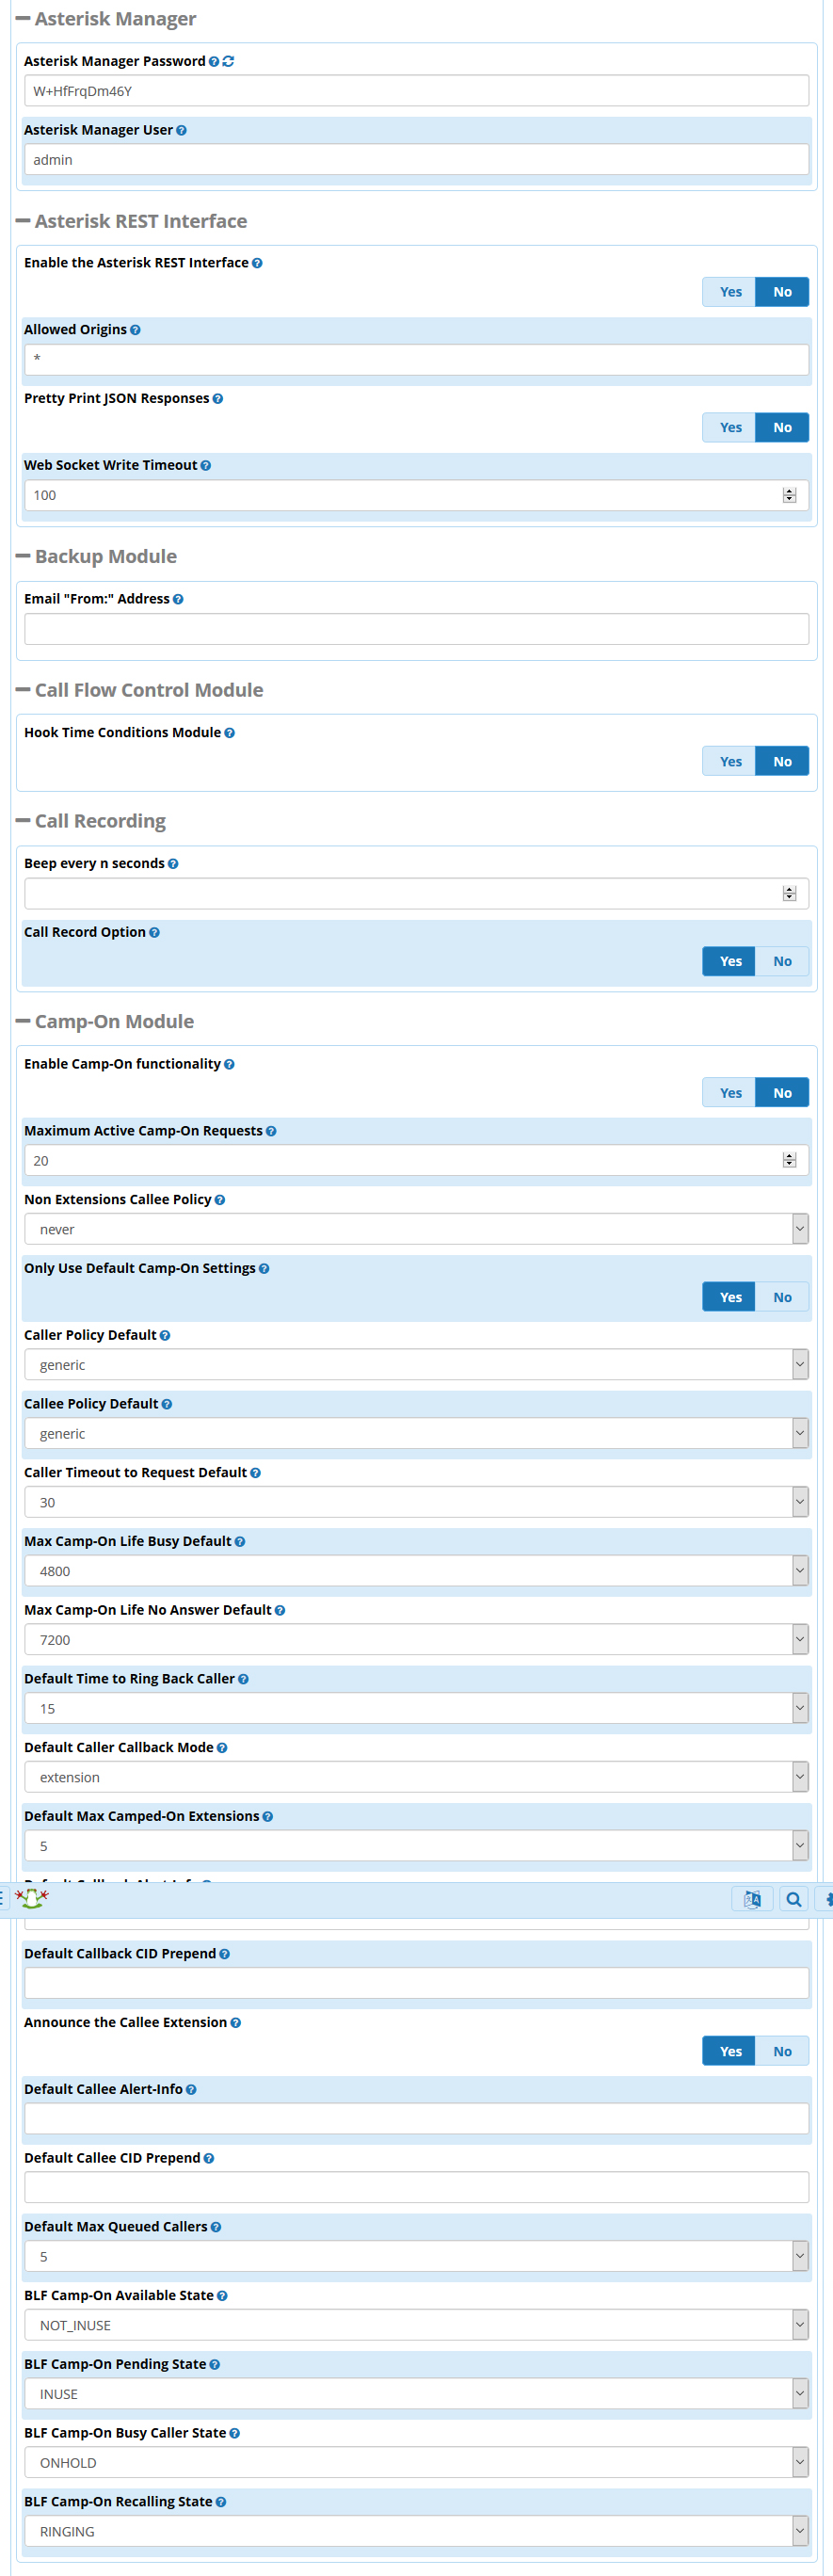 Asterisk Manager
Asterisk Manager Password
W+HfFrqDm46Y
Asterisk Manager User
admin
Asterisk REST Interface
Enable the Asterisk REST Interface
Yes No
Allowed Origins
*
Pretty Print JSON Responses
Yes No
Web Socket Write Timeout
100
Backup Module
Email "From:" Address
Call Flow Control Module
Hook Time Conditions Module
Yes No
Call Recording
Beep every n seconds
Call Record Option
Yes No
Camp-On Module
Enable Camp-On functionality
Yes No
Maximum Active Camp-On Requests
20
Non Extensions Callee Policy
never
Only Use Default Camp-On Settings
Yes No
Caller Policy Default
generic
Callee Policy Default
generic
Caller Timeout to Request Default
30
Max Camp-On Life Busy Default
4800
Max Camp-On Life No Answer Default
7200
Default Time to Ring Back Caller
15
Default Caller Callback Mode
extension
Default Max Camped-On Extensions
5
Default Callback CID Prepend
Announce the Callee Extension
Yes No
Default Callee Alert-Info
Default Callee CID Prepend
Default Max Queued Callers
5
BLF Camp-On Available State
NOT_INUSE
BLF Camp-On Pending State
INUSE
BLF Camp-On Busy Caller State
ONHOLD
BLF Camp-On Recalling State
RINGING